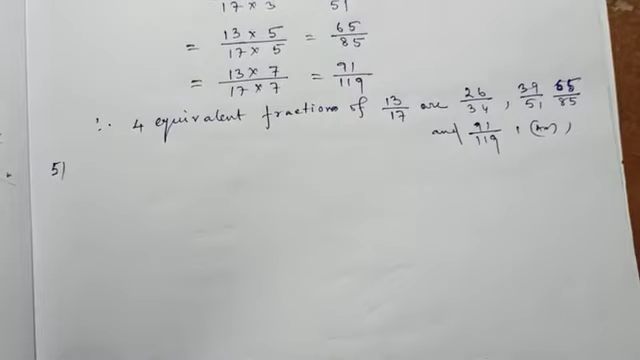 17 × 3 51
= 13 × 5 / 17 × 5 = 65 / 85
= 13 × 7 / 17 × 7 = 91 / 119
∴ 4 equivalent fractions of 13/17 are 26/34, 39/51 65/85
and 91/119, (Ans),
5)